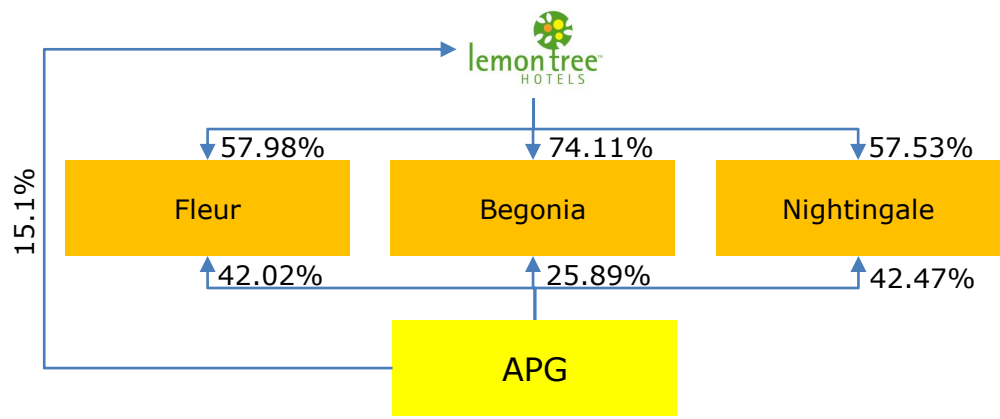 lemon tree™
HOTELS
57.98%
74.11%
57.53%
15.1%
Fleur
Begonia
Nightingale
42.02%
25.89%
42.47%
APG